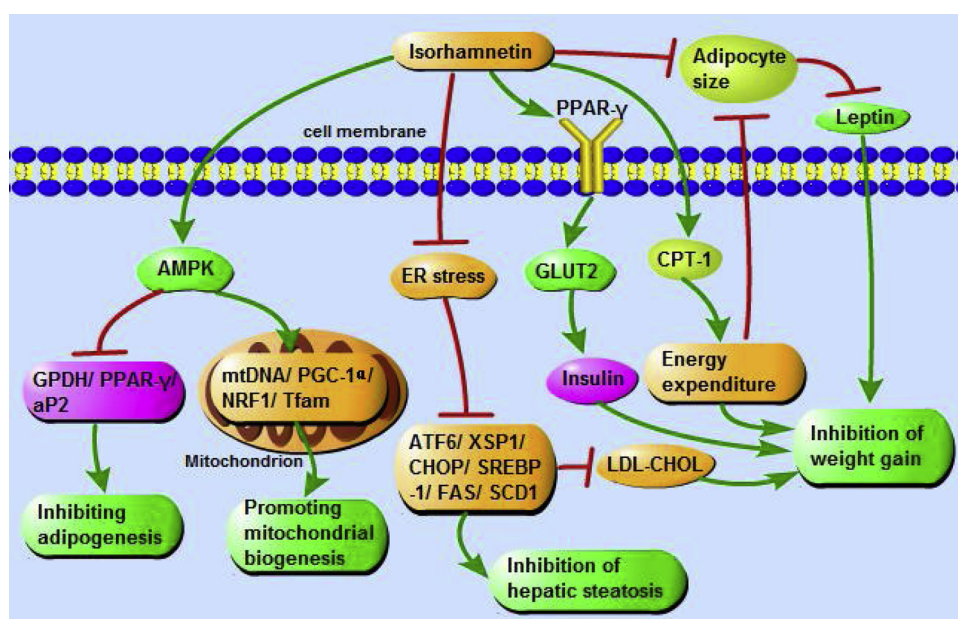 Isorhamnetin
Adipocyte
size
PPAR-γ
Leptin
cell membrane
AMPK
ER stress
GLUT2
CPT-1
GPDH/ PPAR-γ/
aP2
mtDNA/ PGC-1α/
NRF1/ Tfam
Insulin
Energy
expenditure
Mitochondrion
ATF6/ XSP1/
CHOP/ SREBP
-1/ FAS/ SCD1
LDL-CHOL
Inhibition of
weight gain
Inhibiting
adipogenesis
Promoting
mitochondrial
biogenesis
Inhibition of
hepatic steatosis